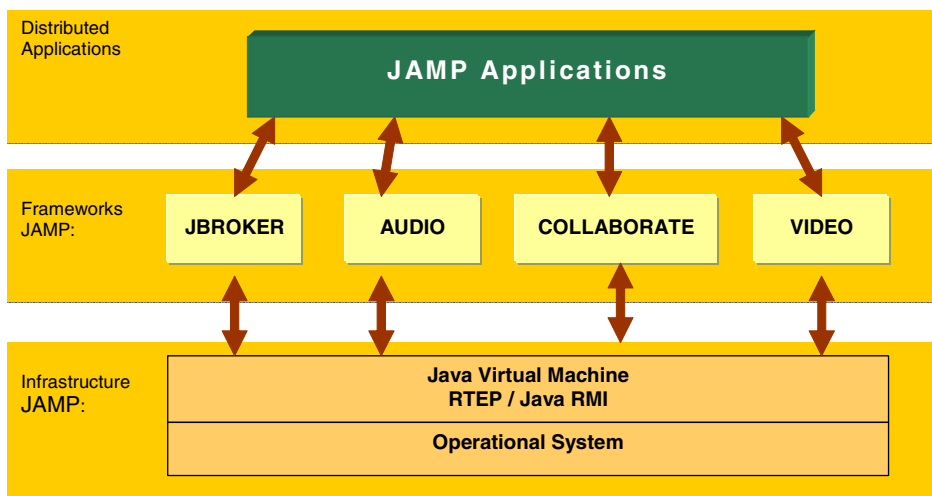 Distributed
Applications
JAMP Applications
Frameworks
JAMP:
JBROKER
AUDIO
COLLABORATE
VIDEO
Infrastructure
JAMP:
Java Virtual Machine
RTEP / Java RMI
Operational System